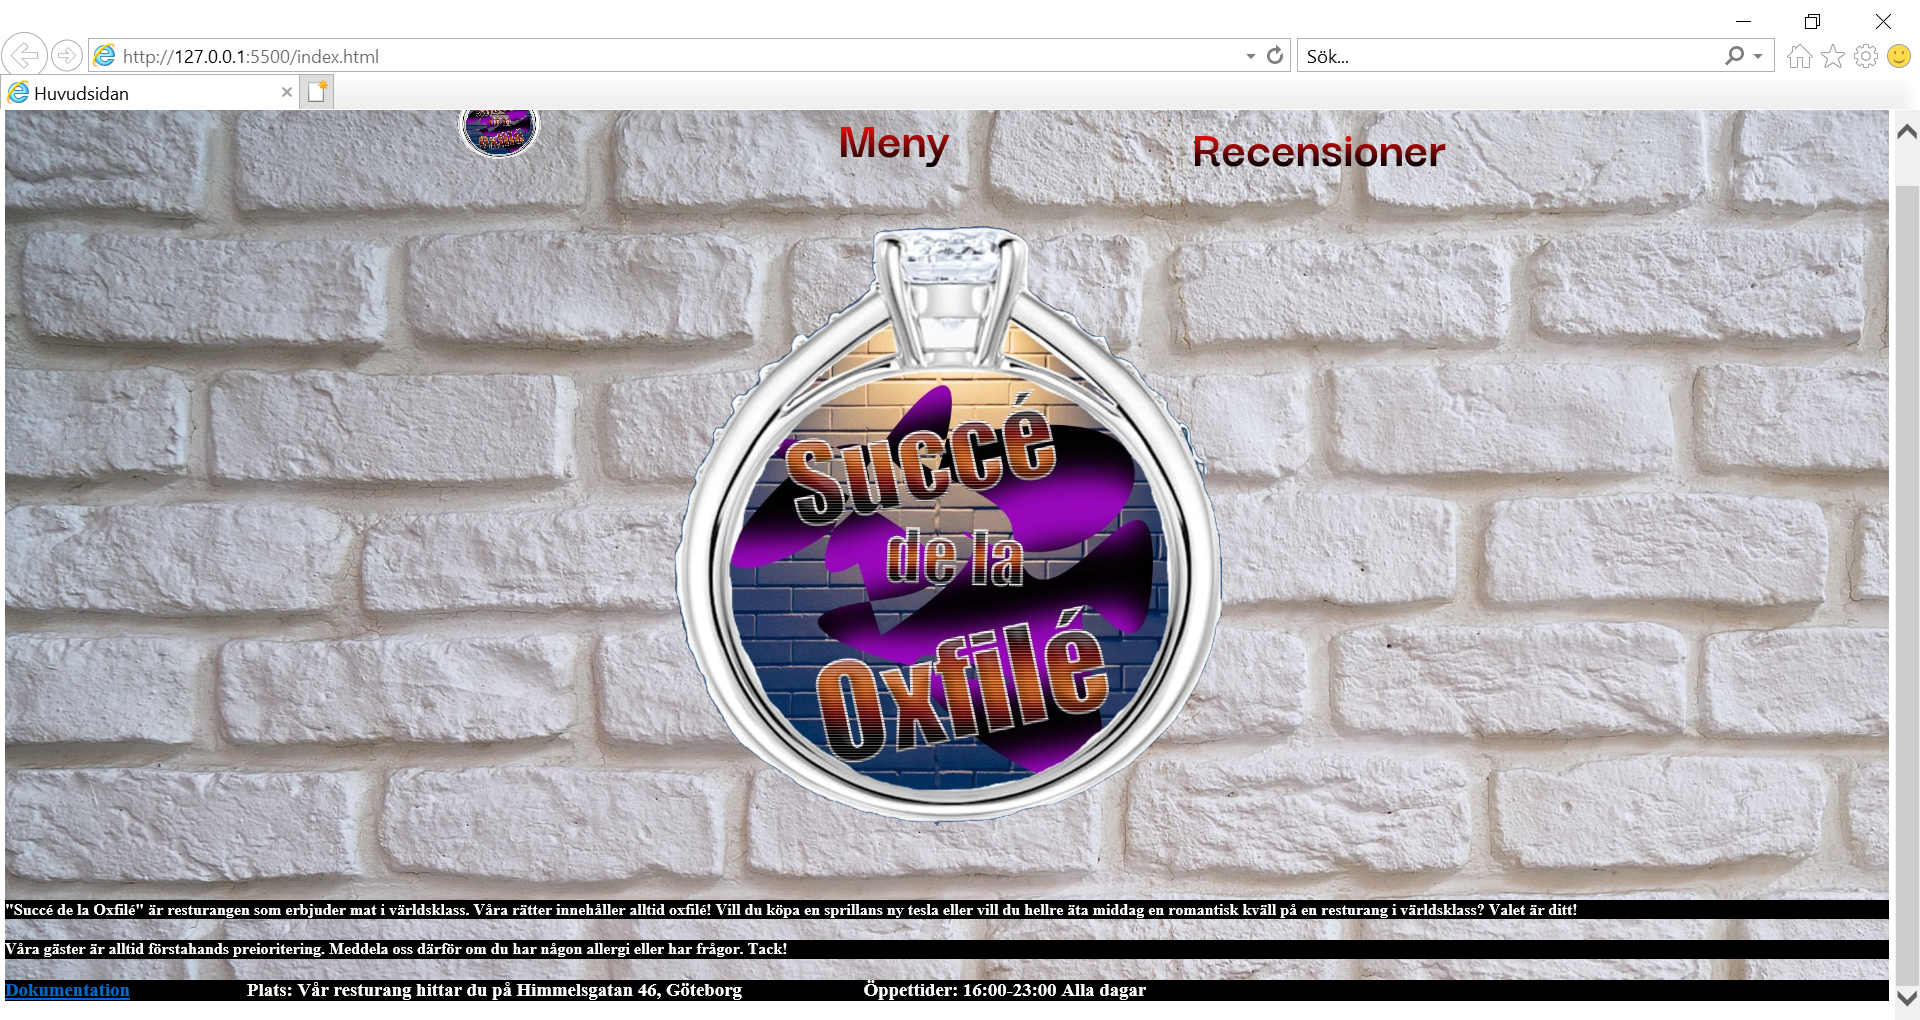 http://127.0.0.1:5500/index.html
Sök...
Huvudsidan
Meny
Recensioner
Succé
de la
Oxfilé
"Succé de la Oxfilé" är resturangen som erbjuder mat i världsklass. Våra rätter innehåller alltid oxfilé! Vill du köpa en sprillans ny tesla eller vill du hellre äta middag en romantisk kväll på en resturang i världsklass? Valet är ditt!
Våra gäster är alltid förstahands preioritering. Meddela oss därför om du har någon allergi eller har frågor. Tack!
Dokumentation Plats: Vår resturang hittar du på Himmelsgatan 46, Göteborg Öppettider: 16:00-23:00 Alla dagar